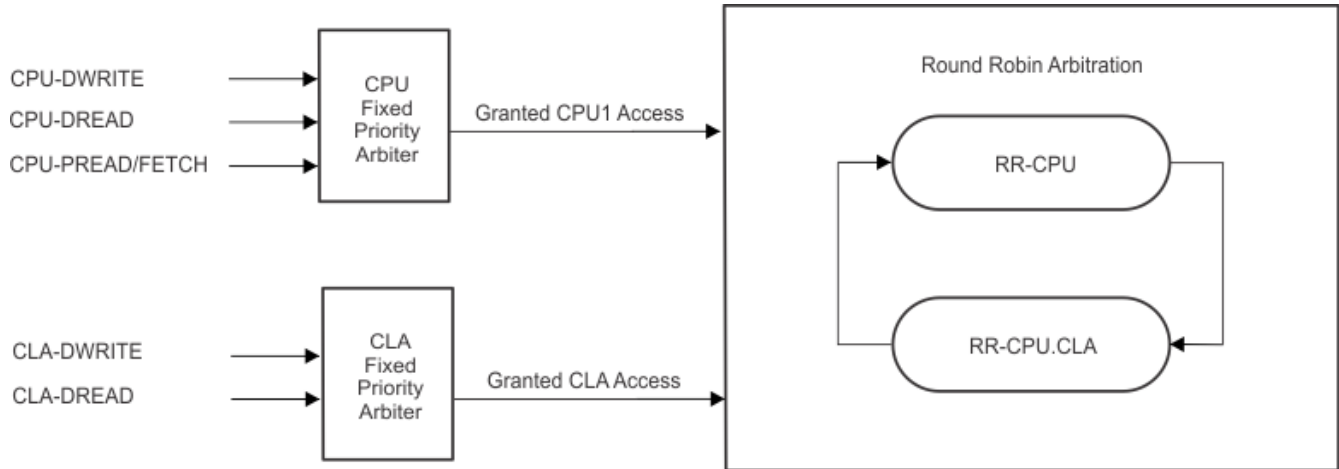 CPU-DWRITE
CPU-DREAD
CPU-PREAD/FETCH
CPU
Fixed
Priority
Arbiter
Granted CPU1 Access
CLA-DWRITE
CLA-DREAD
CLA
Fixed
Priority
Arbiter
Granted CLA Access
Round Robin Arbitration
RR-CPU
RR-CPU.CLA